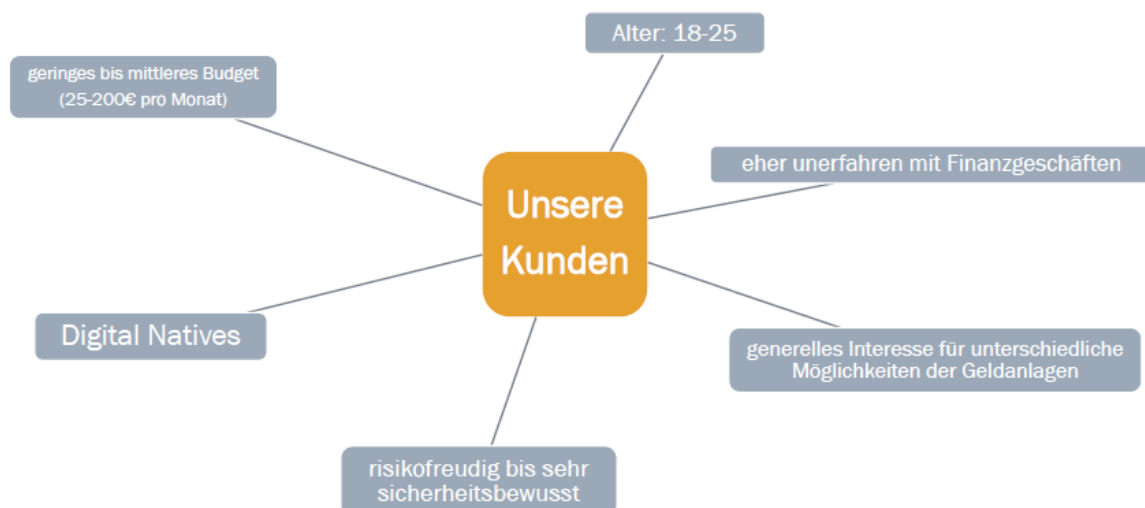 Alter: 18-25
geringes bis mittleres Budget
(25-200€ pro Monat)
eher unerfahren mit Finanzgeschäften
Unsere
Kunden
Digital Natives
generelles Interesse für unterschiedliche
Möglichkeiten der Geldanlagen
risikofreudig bis sehr
sicherheitsbewusst